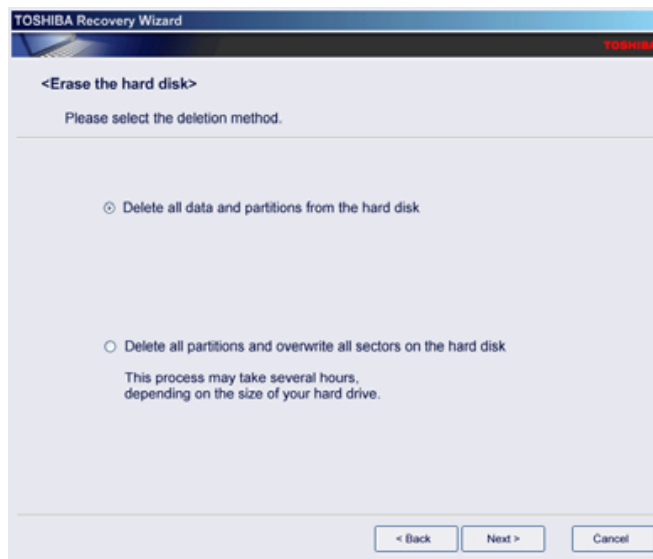 TOSHIBA Recovery Wizard
TOSHIBA
<Erase the hard disk>
Please select the deletion method.
Delete all data and partitions from the hard disk
Delete all partitions and overwrite all sectors on the hard disk
This process may take several hours,
depending on the size of your hard drive.
< Back
Next >
Cancel